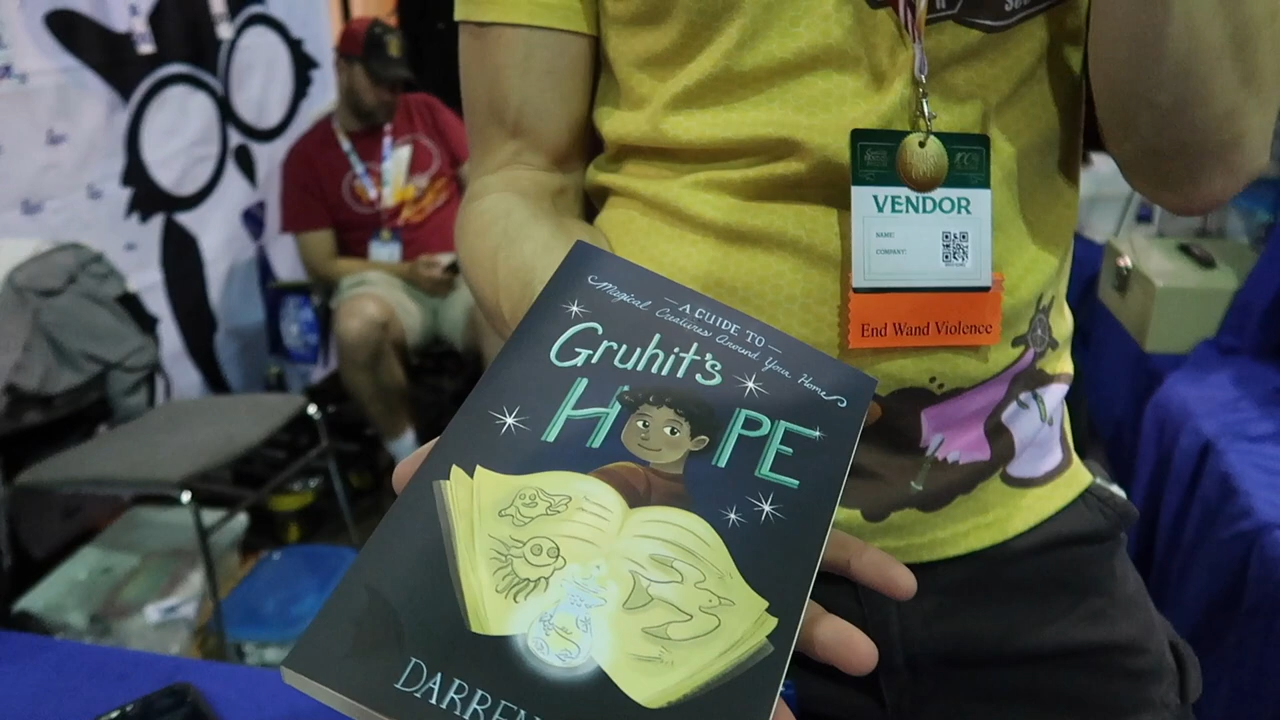 — A GUIDE TO —
Magical Creatures Around Your Home
Gruhit's
HOPE
DARREN
VENDOR
NAME:
COMPANY:
End Wand Violence